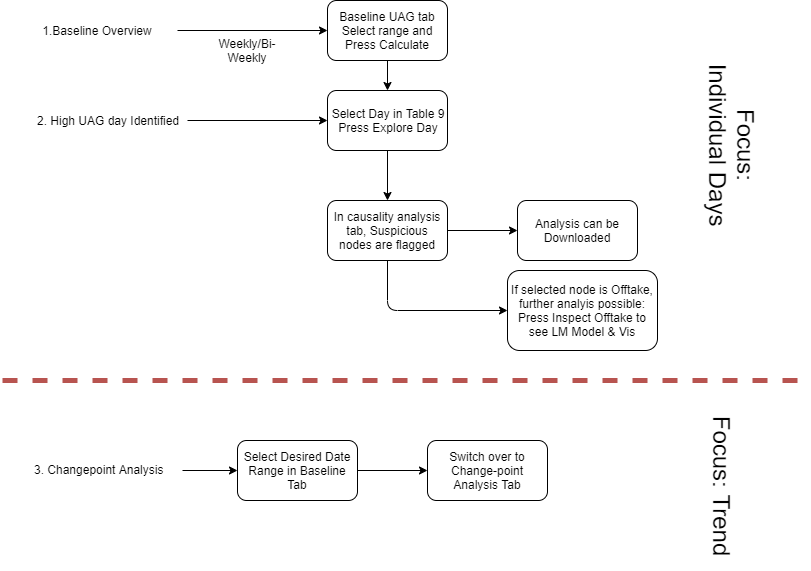 1.Baseline Overview
Weekly/Bi-
Weekly
Baseline UAG tab
Select range and
Press Calculate
2. High UAG day Identified
Select Day in Table 9
Press Explore Day
In causality analysis
tab, Suspicious
nodes are flagged
Analysis can be
Downloaded
If selected node is Offtake,
further analyis possible:
Press Inspect Offtake to
see LM Model & Vis
Focus:
Individual Days
3. Changepoint Analysis
Select Desired Date
Range in Baseline
Tab
Switch over to
Change-point
Analysis Tab
Focus: Trend